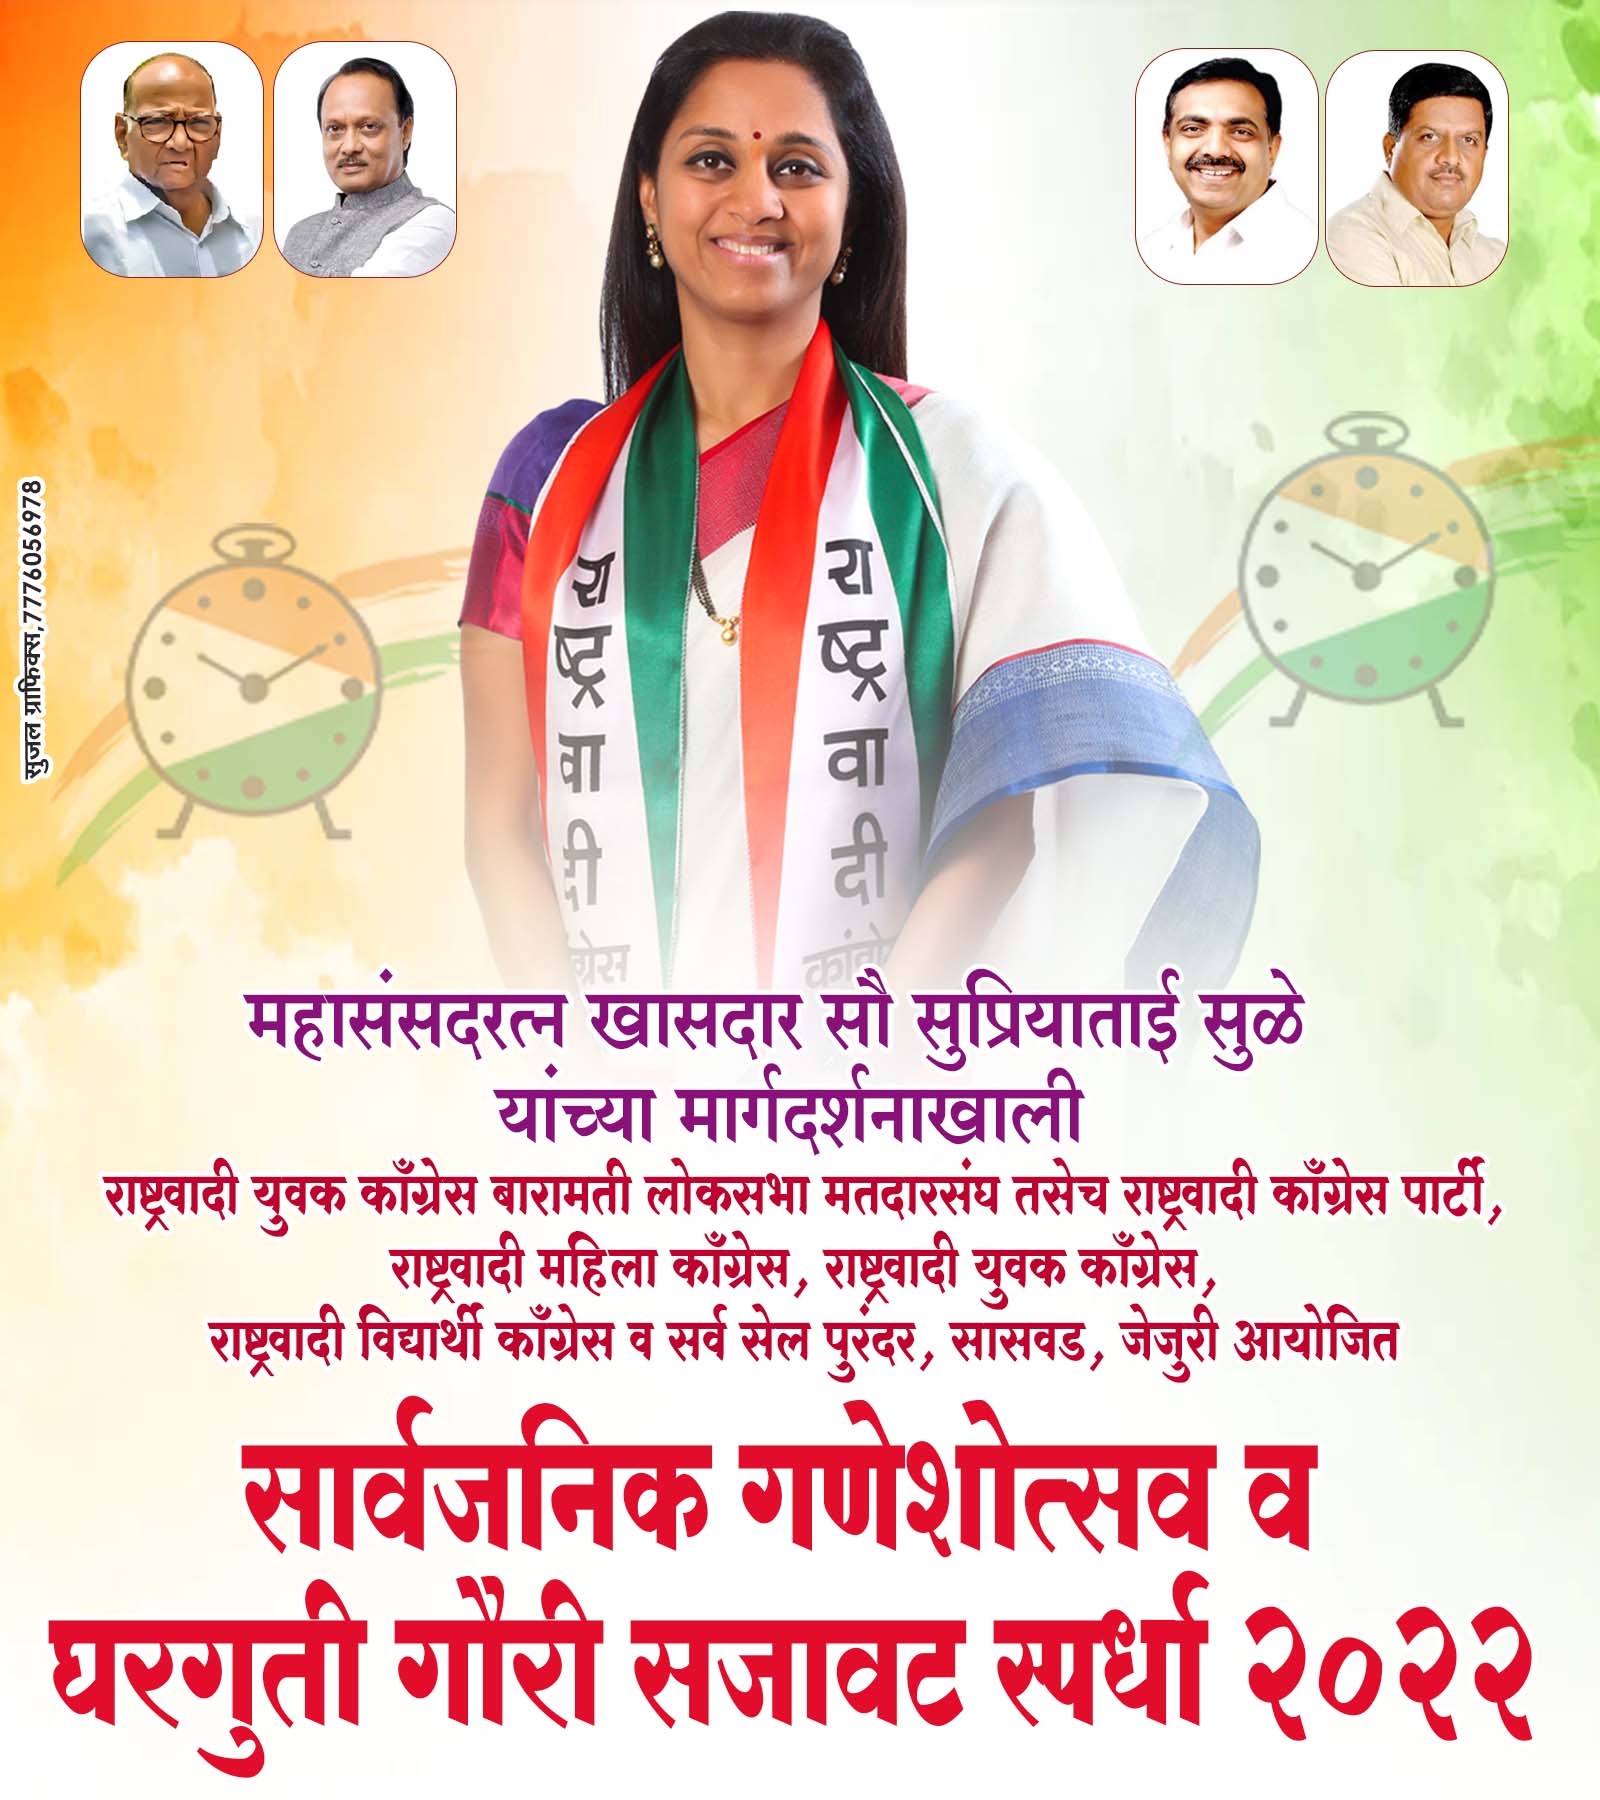 राष्ट्रवादी
राष्ट्रवादी
काँग्रेस
सुजल ग्राफिक्स,7776056978
महासंसदरत्न खासदार सौ सुप्रियाताई सुळे
यांच्या मार्गदर्शनाखाली
राष्ट्रवादी युवक काँग्रेस बारामती लोकसभा मतदारसंघ तसेच राष्ट्रवादी काँग्रेस पार्टी,
राष्ट्रवादी महिला काँग्रेस, राष्ट्रवादी युवक काँग्रेस,
राष्ट्रवादी विद्यार्थी काँग्रेस व सर्व सेल पुरंदर, सासवड, जेजुरी आयोजित
सार्वजनिक गणेशोत्सव व
घरगुती गौरी सजावट स्पर्धा २०२२